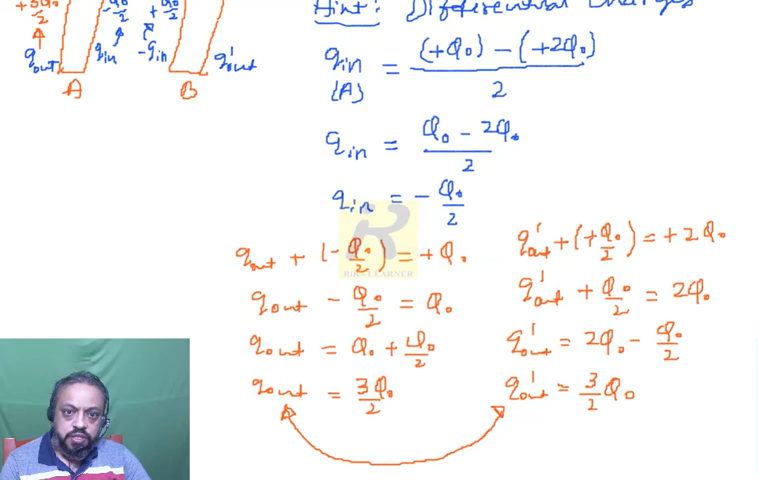 Hint: Differential Charges
+3Q₀/2 -Q₀/2 + Q₀/2
q_out q_in -q_in q'_out
A B
q_in (A) = ((+Q₀) - (+2Q₀))/2
q_in = (Q₀ - 2Q₀)/2
q_in = - Q₀/2
q_out + (- Q₀/2) = +Q₀
q_out - Q₀/2 = Q₀
q_out = Q₀ + Q₀/2
q_out = 3Q₀/2
q'_out + (+Q₀/2) = +2Q₀
q'_out + Q₀/2 = 2Q₀
q'_out = 2Q₀ - Q₀/2
q'_out = 3/2 Q₀